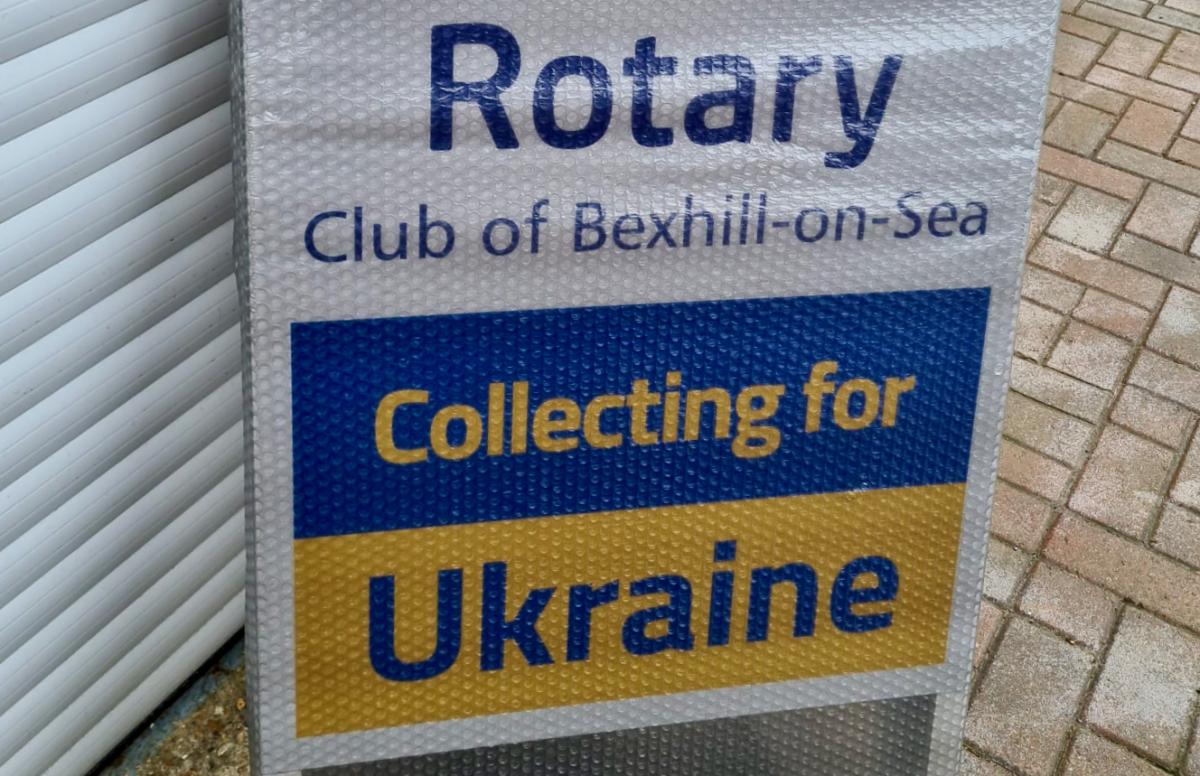 Rotary
Club of Bexhill-on-Sea
Collecting for
Ukraine